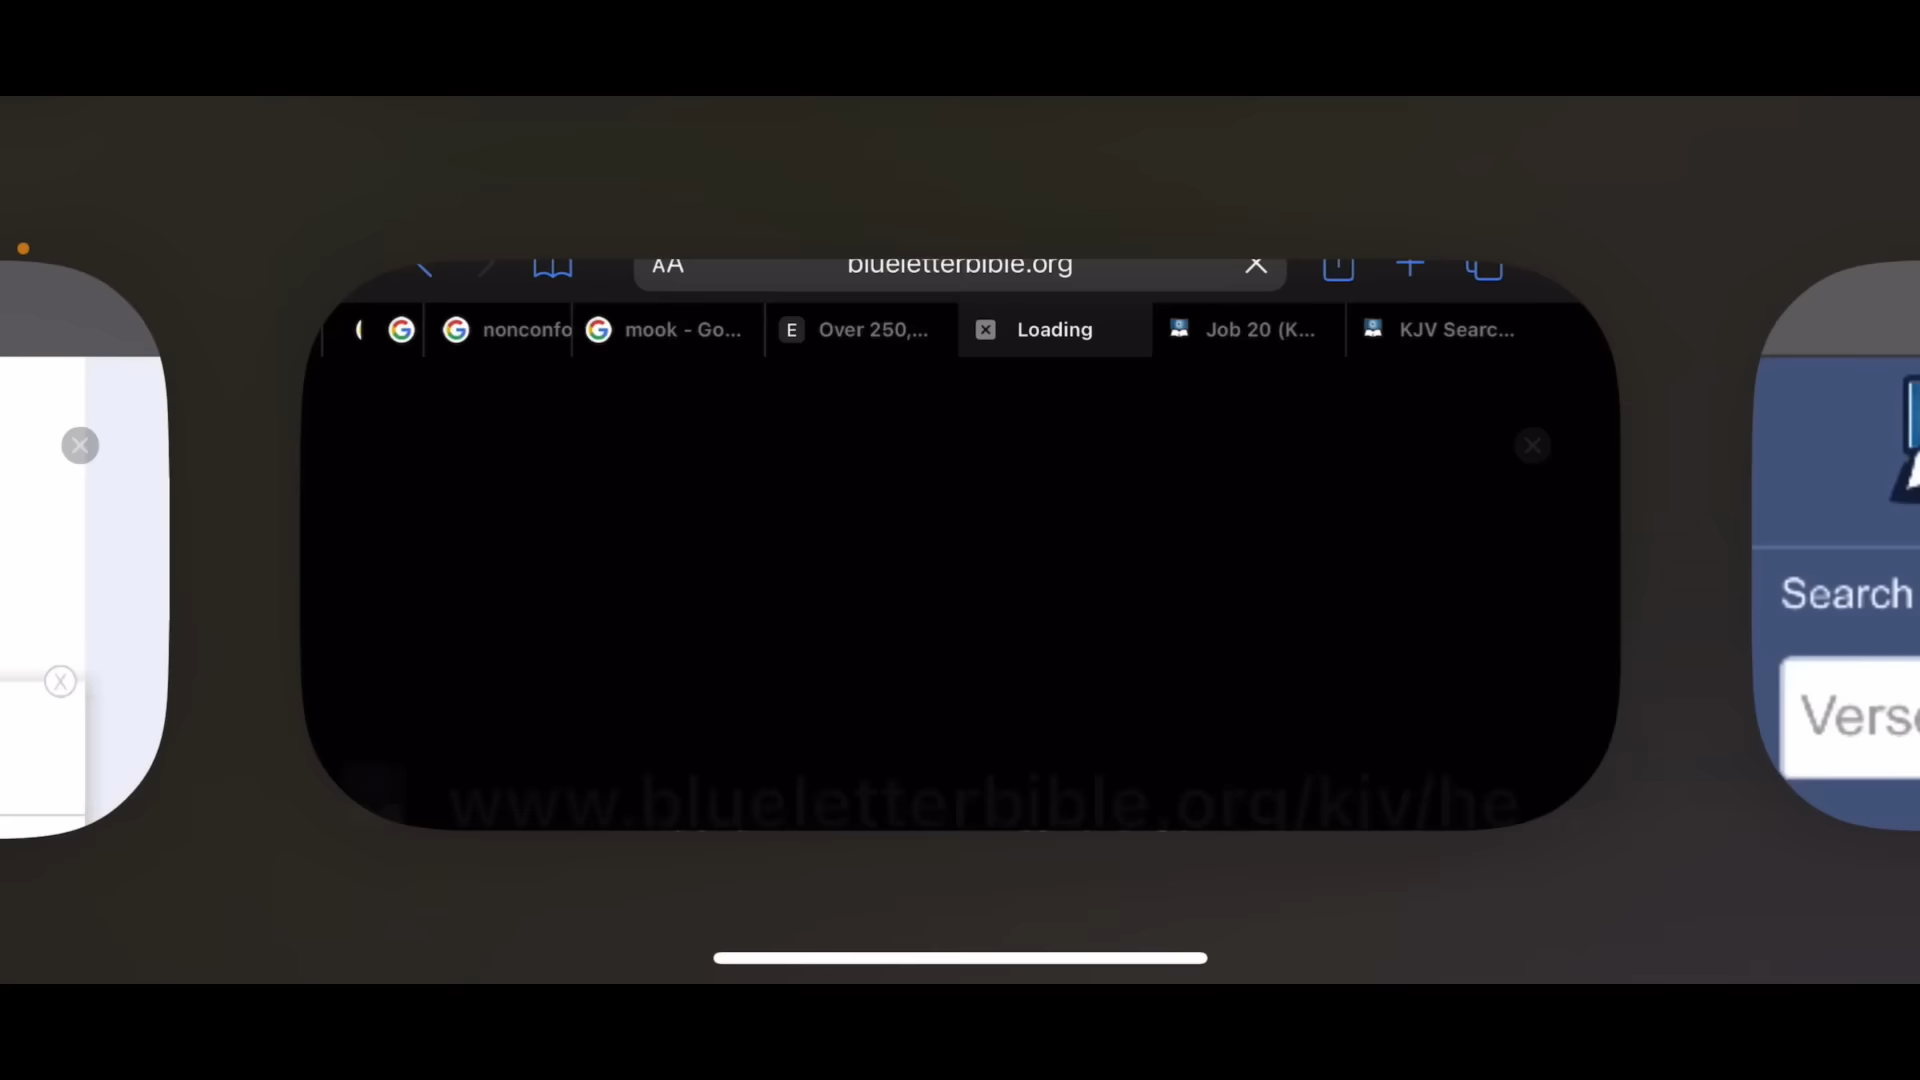 AA blueletterbible.org
nonconfo mook - Go... E Over 250,... Loading Job 20 (K... KJV Searc...
Search
Vers
www.blueletterbible.org/kjv/he